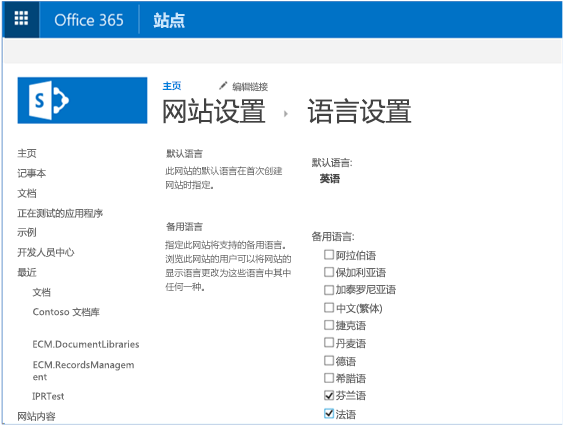 Office 365
站点
主页
编辑链接
网站设置
语言设置
主页
记事本
文档
正在测试的应用程序
示例
开发人员中心
最近
文档
Contoso 文档库
ECM.DocumentLibraries
ECM.RecordsManagem
ent
IPRTest
网站内容
默认语言
此网站的默认语言在首次创建
网站时指定。
默认语言:
英语
备用语言
指定此网站将支持的备用语言。
浏览此网站的用户可以将网站的
显示语言更改为这些语言中其中
任何一种。
备用语言:
阿拉伯语
保加利亚语
加泰罗尼亚语
中文(繁体)
捷克语
丹麦语
德语
希腊语
芬兰语
法语